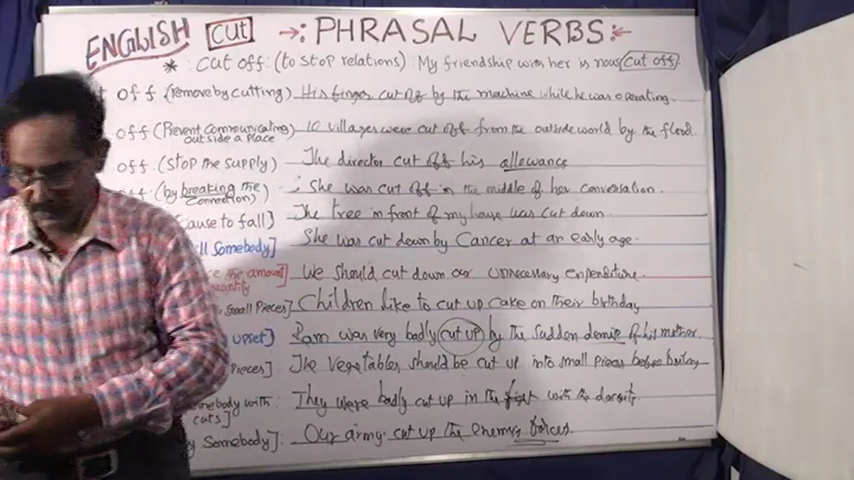 ENGLISH CUT →: PHRASAL VERBS :←
* : Cut off: (to stop relations) My friendship with her is now cut off.
off (remove by cutting) His finger cut off by the machine while he was operating.
off (Prevent Communicating outside a place) 10 villages were cut off from the outside world by the flood
off (stop the supply) The director cut off his allowance
(by breaking the connection) : She was cut off in the middle of her conversation.
cause to fall) The tree in front of my house was cut down.
Somebody] She was cut down by Cancer at an early age.
the amount quantity] We should cut down our unnecessary expenditure.
Small Pieces] Children like to cut up cake on their birthday
upset) Ram was very badly cut up by the sudden demise of his mother.
Pieces] The vegetables should be cut up into small pieces before
Somebody with cuts] They were badly cut up in the fight with the
Somebody]: Our army cut up the enemy's forces.